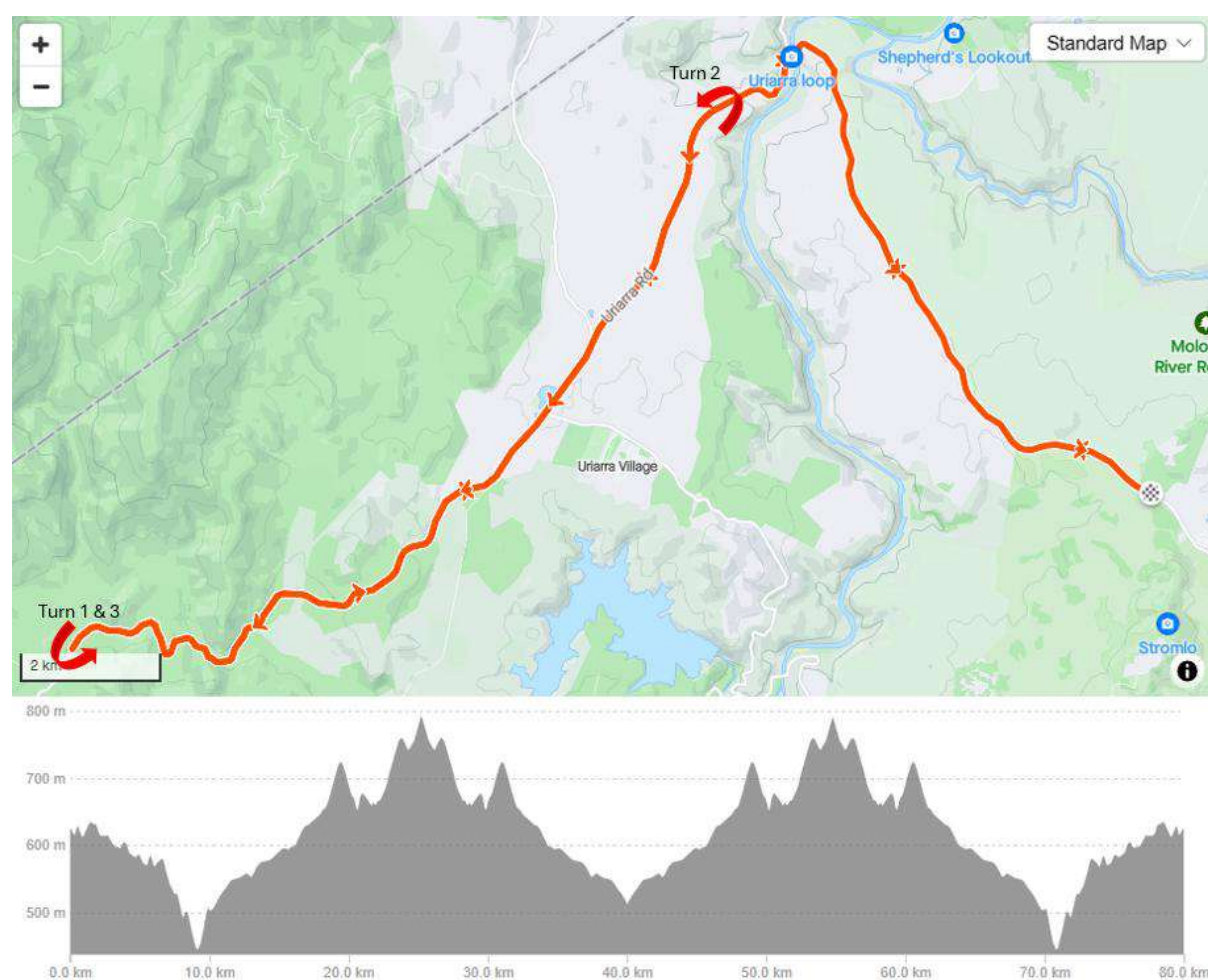 +
−
Standard Map
Turn 2
Uriarra loop
Shepherd's Lookout
Uriarra Rd
Molo
River R
Uriarra Village
Turn 1 & 3
2 km
Stromlo
i
800 m
700 m
600 m
500 m
0.0 km
10.0 km
20.0 km
30.0 km
40.0 km
50.0 km
60.0 km
70.0 km
80.0 km